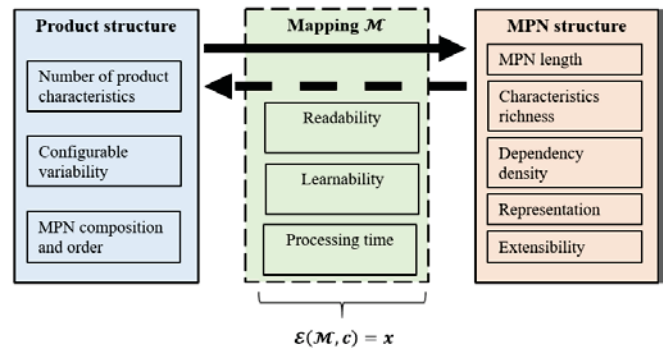 Product structure
Number of product
characteristics
Configurable
variability
MPN composition
and order
Mapping ℳ
Readability
Learnability
Processing time
MPN structure
MPN length
Characteristics
richness
Dependency
density
Representation
Extensibility
ℰ(ℳ, c) = x